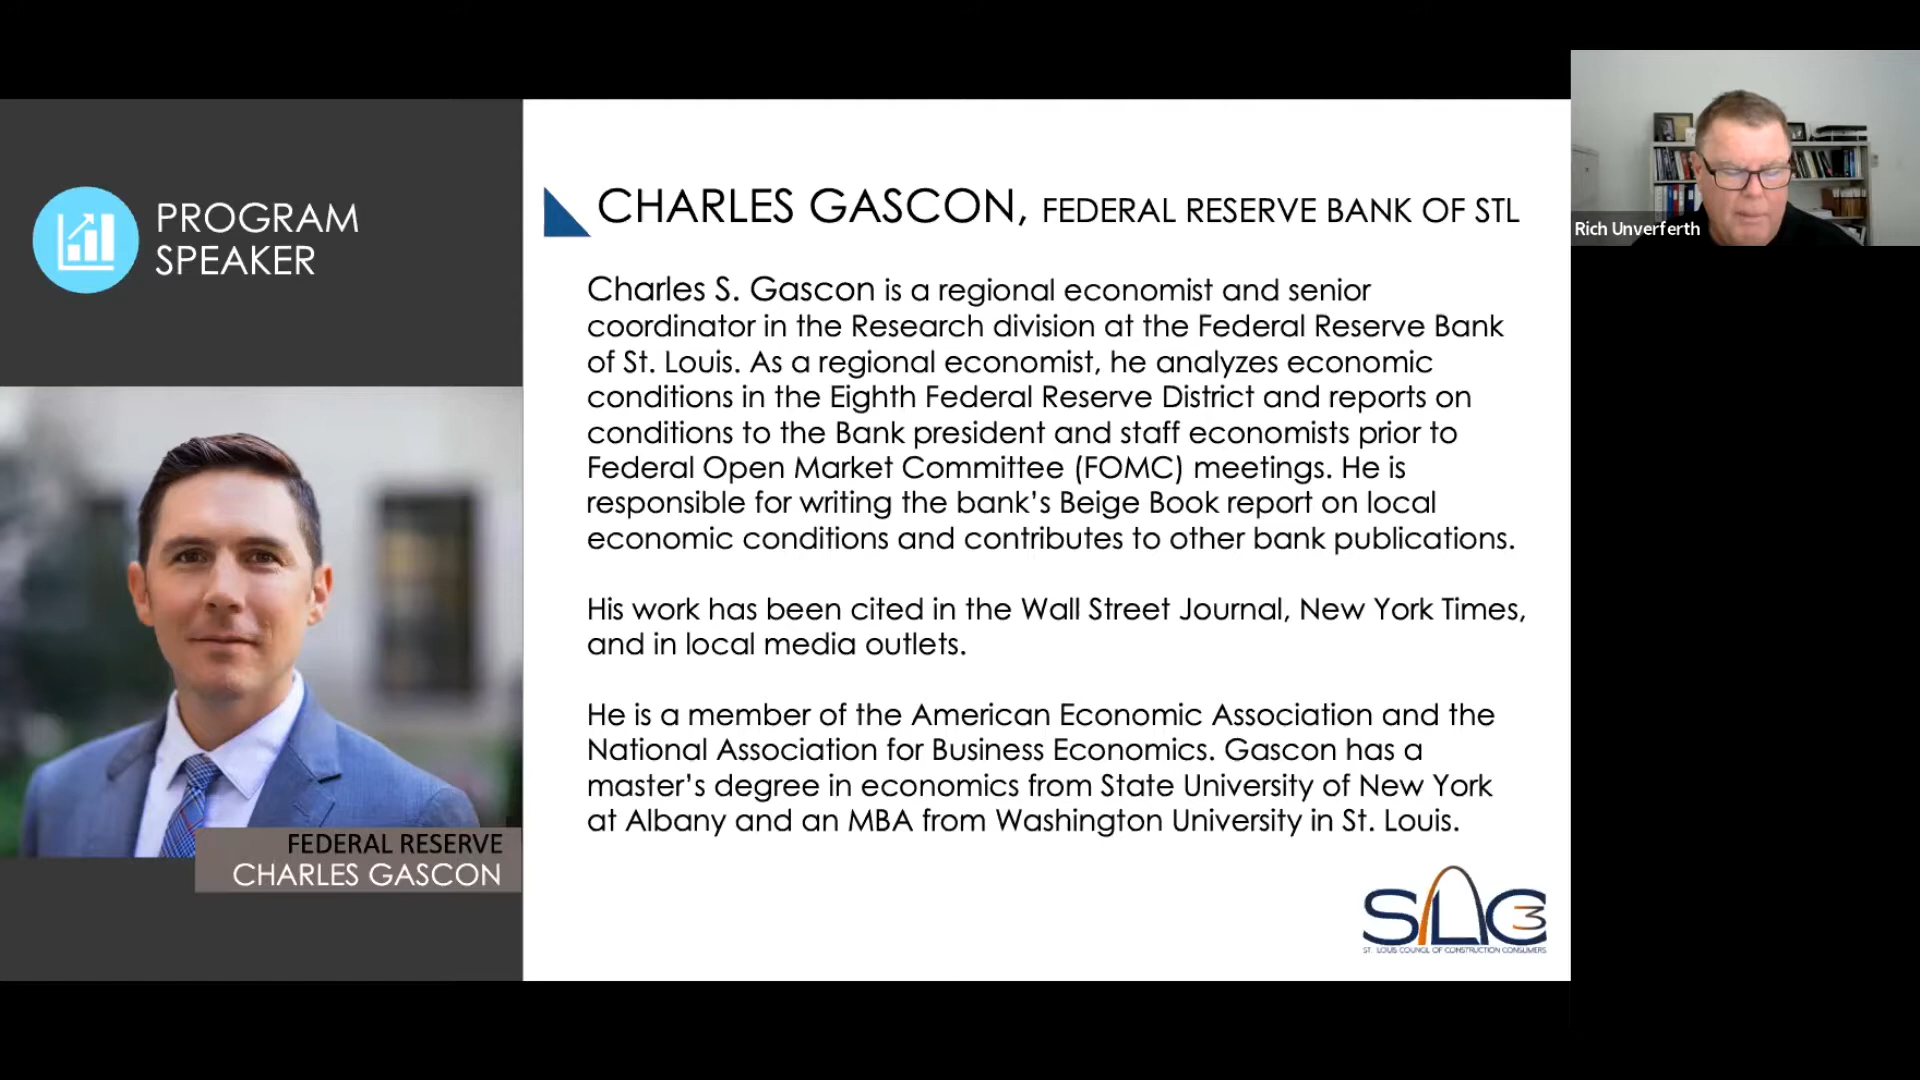 PROGRAM
SPEAKER
FEDERAL RESERVE
CHARLES GASCON
CHARLES GASCON, FEDERAL RESERVE BANK OF STL
Charles S. Gascon is a regional economist and senior
coordinator in the Research division at the Federal Reserve Bank
of St. Louis. As a regional economist, he analyzes economic
conditions in the Eighth Federal Reserve District and reports on
conditions to the Bank president and staff economists prior to
Federal Open Market Committee (FOMC) meetings. He is
responsible for writing the bank’s Beige Book report on local
economic conditions and contributes to other bank publications.
His work has been cited in the Wall Street Journal, New York Times,
and in local media outlets.
He is a member of the American Economic Association and the
National Association for Business Economics. Gascon has a
master’s degree in economics from State University of New York
at Albany and an MBA from Washington University in St. Louis.
SLC3
ST. LOUIS COUNCIL OF CONSTRUCTION CONSUMERS
Rich Unverferth